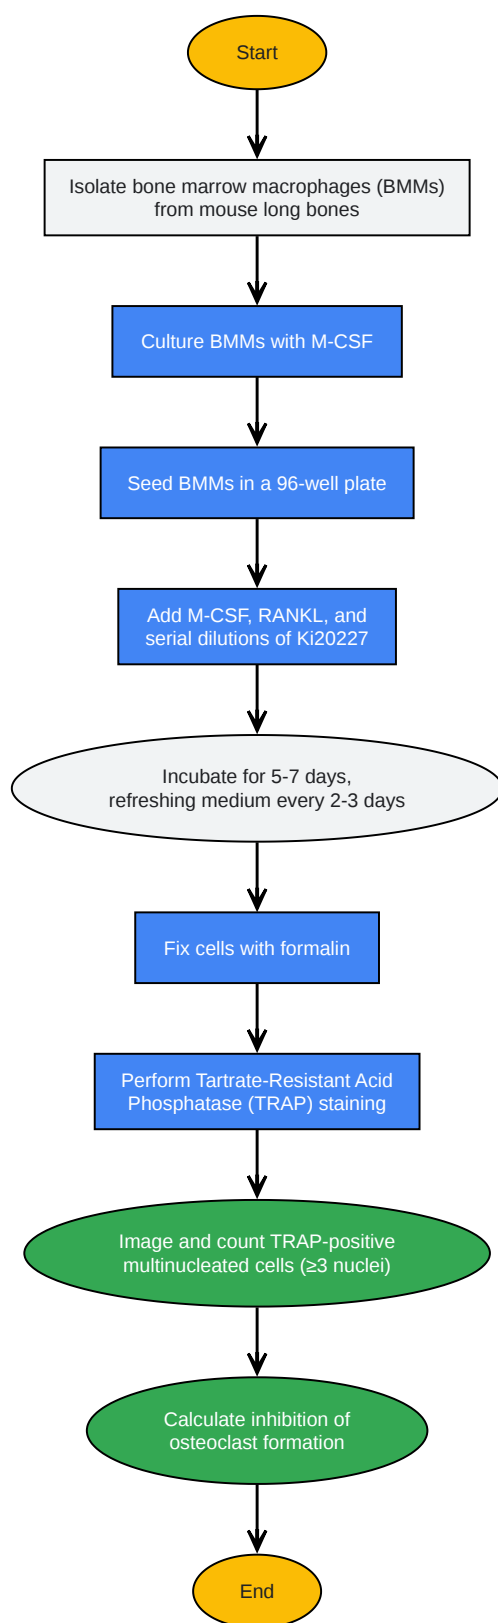 Start
Isolate bone marrow macrophages (BMMs)
from mouse long bones
Culture BMMs with M-CSF
Seed BMMs in a 96-well plate
Add M-CSF, RANKL, and
serial dilutions of Ki20227
Incubate for 5-7 days,
refreshing medium every 2-3 days
Fix cells with formalin
Perform Tartrate-Resistant Acid
Phosphatase (TRAP) staining
Image and count TRAP-positive
multinucleated cells (≥3 nuclei)
Calculate inhibition of
osteoclast formation
End